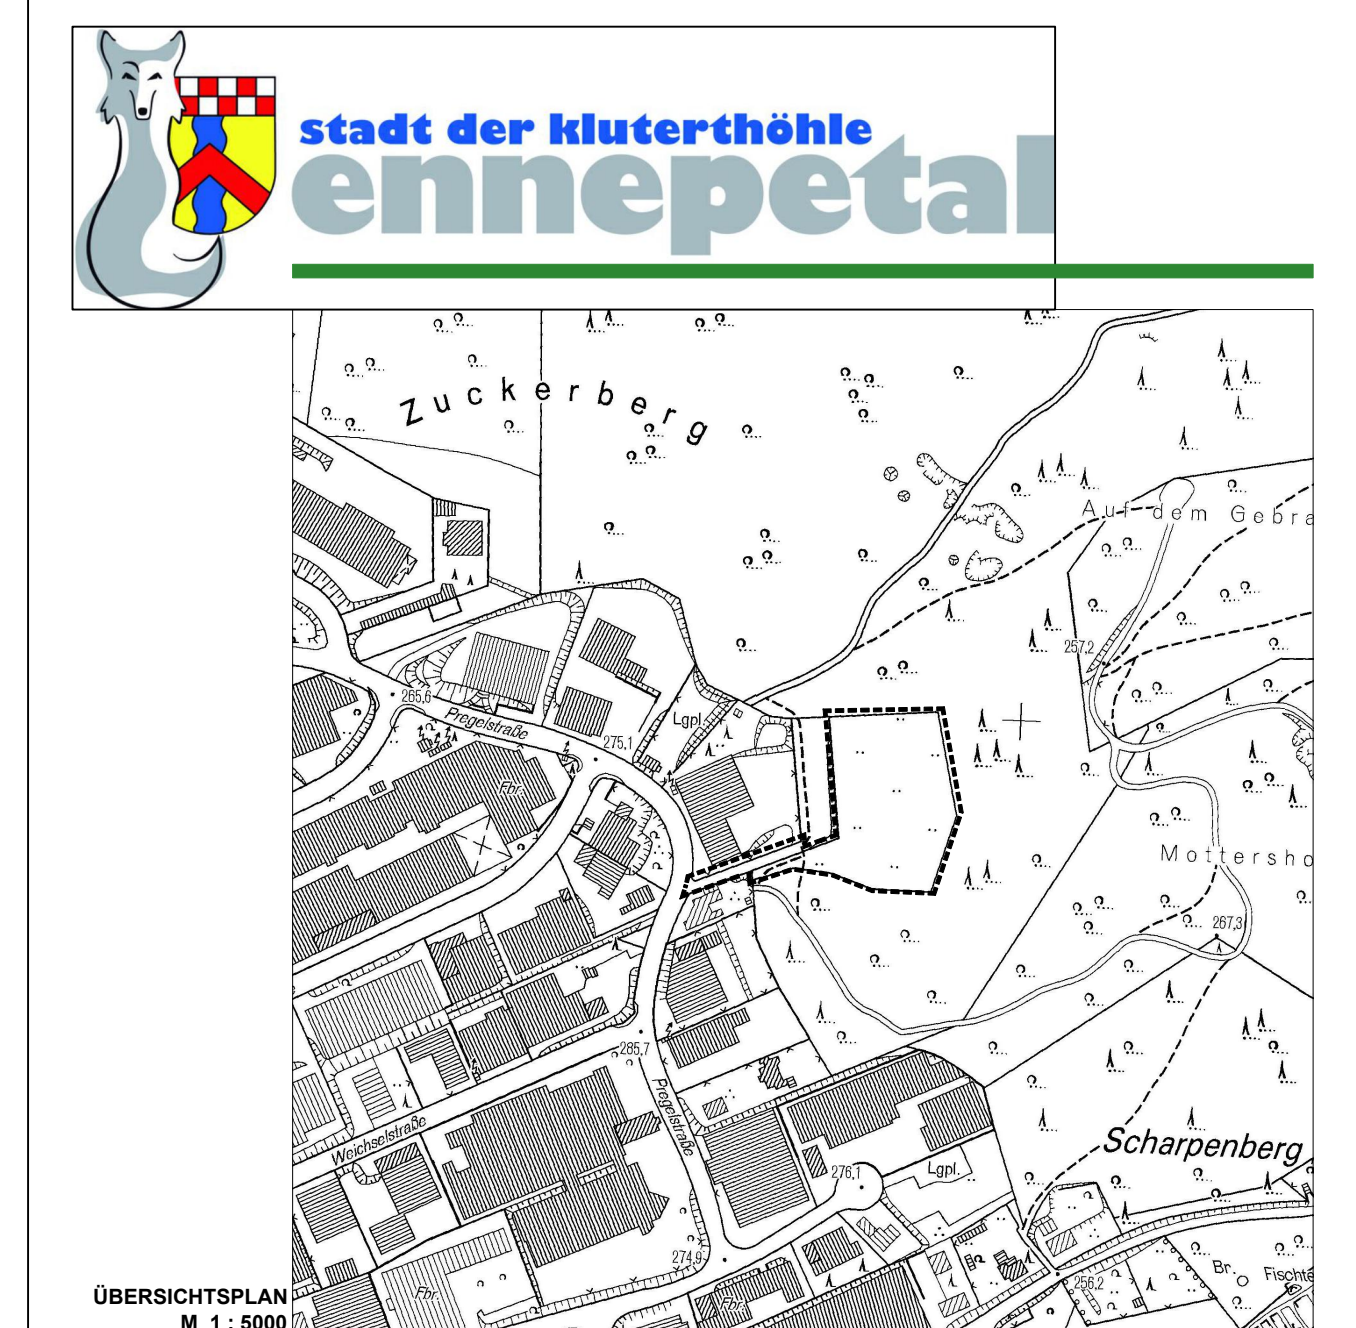 stadt der kluterthöhle
ennepetal
Zuckerberg
Auf dem Gebra
257,2
265,6
Pregelstraße
Lgpl.
275,1
Fbr.
Mottersho
267,3
285,7
Pregelstraße
Weichselstraße
Scharpenberg
276,1
Lgpl.
274,9
256,2
Br.
Fischte
Fbr.
Fbr.
ÜBERSICHTSPLAN
M 1 : 5000